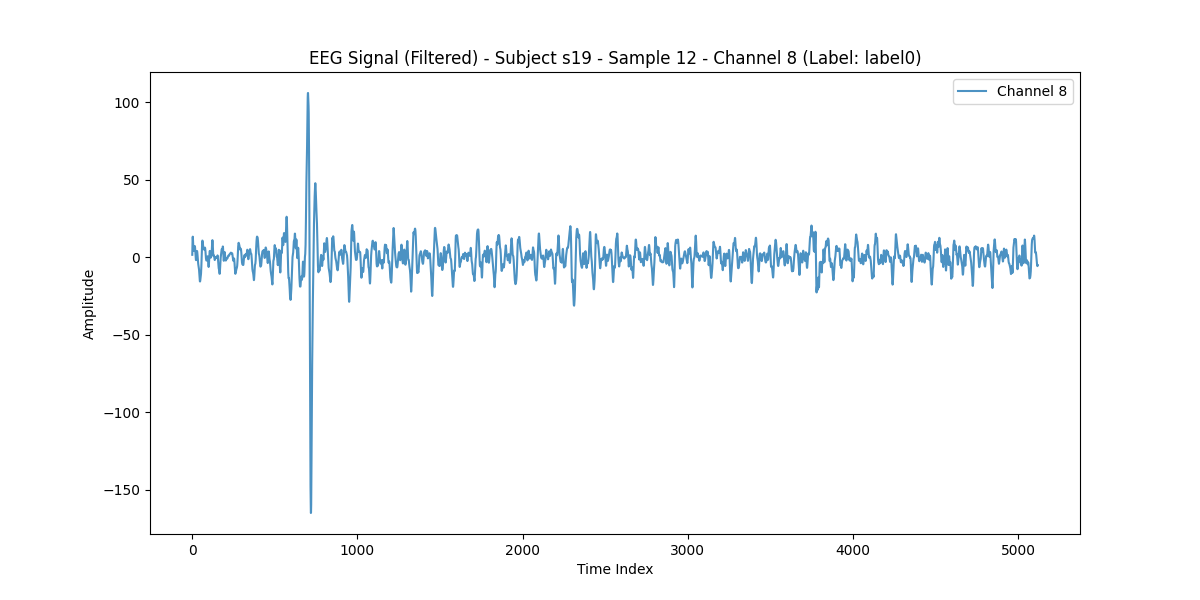 EEG Signal (Filtered) - Subject s19 - Sample 12 - Channel 8 (Label: label0)
Channel 8
100
50
0
−50
−100
−150
Amplitude
0 1000 2000 3000 4000 5000
Time Index